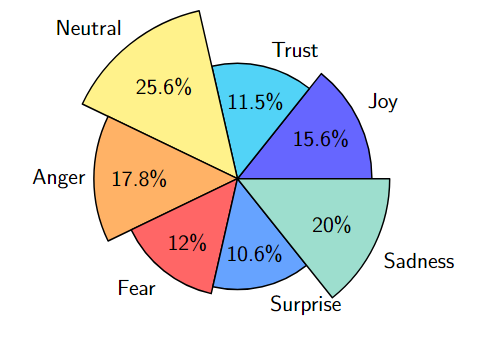 Neutral
Trust
25.6%
11.5%
Joy
15.6%
Anger
17.8%
20%
12%
10.6%
Sadness
Fear
Surprise